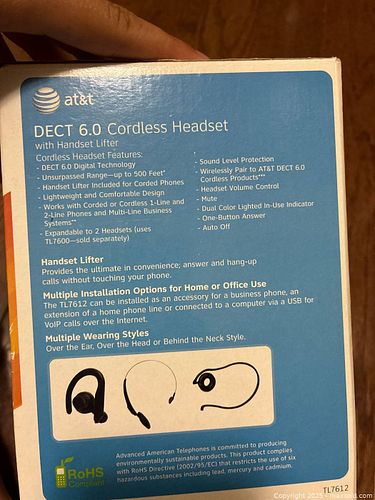 at&t
DECT 6.0 Cordless Headset
with Handset Lifter
Cordless Headset Features:
- DECT 6.0 Digital Technology
- Unsurpassed Range—up to 500 Feet*
- Handset Lifter Included for Corded Phones
- Lightweight and Comfortable Design
- Works with Corded or Cordless 1-Line and
2-Line Phones and Multi-Line Business
Systems**
- Expandable to 2 Headsets (uses
TL7600—sold separately)
- Sound Level Protection
- Wirelessly Pair to AT&T DECT 6.0
Cordless Products***
- Headset Volume Control
- Mute
- Dual Color Lighted In-Use Indicator
- One-Button Answer
- Auto Off
Handset Lifter
Provides the ultimate in convenience; answer and hang-up
calls without touching your phone.
Multiple Installation Options for Home or Office Use
The TL7612 can be installed as an accessory for a business phone, an
extension of a home phone line or connected to a computer via a USB for
VoIP calls over the Internet.
Multiple Wearing Styles
Over the Ear, Over the Head or Behind the Neck Style.
RoHS
Compliant
Advanced American Telephones is committed to producing
environmentally sustainable products. This product complies
with RoHS Directive (2002/95/EC) that restricts the use of six
hazardous substances including lead, mercury and cadmium.
TL7612